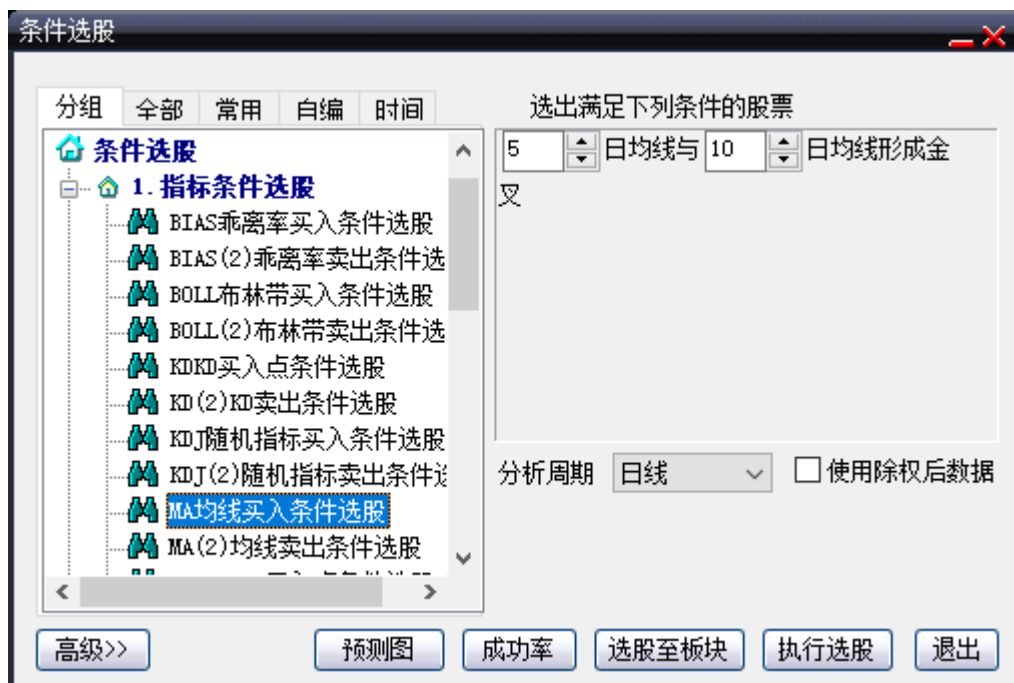 条件选股
分组 全部 常用 自编 时间
选出满足下列条件的股票
条件选股
1.指标条件选股
BIAS乖离率买入条件选股
BIAS(2)乖离率卖出条件选
BOLL布林带买入条件选股
BOLL(2)布林带卖出条件选
KDKD买入点条件选股
KD(2)KD卖出条件选股
KDJ随机指标买入条件选股
KDJ(2)随机指标卖出条件
MA均线买入条件选股
MA(2)均线卖出条件选股
5 日均线与 10 日均线形成金
叉
分析周期 日线 使用除权后数据
高级>> 预测图 成功率 选股至板块 执行选股 退出